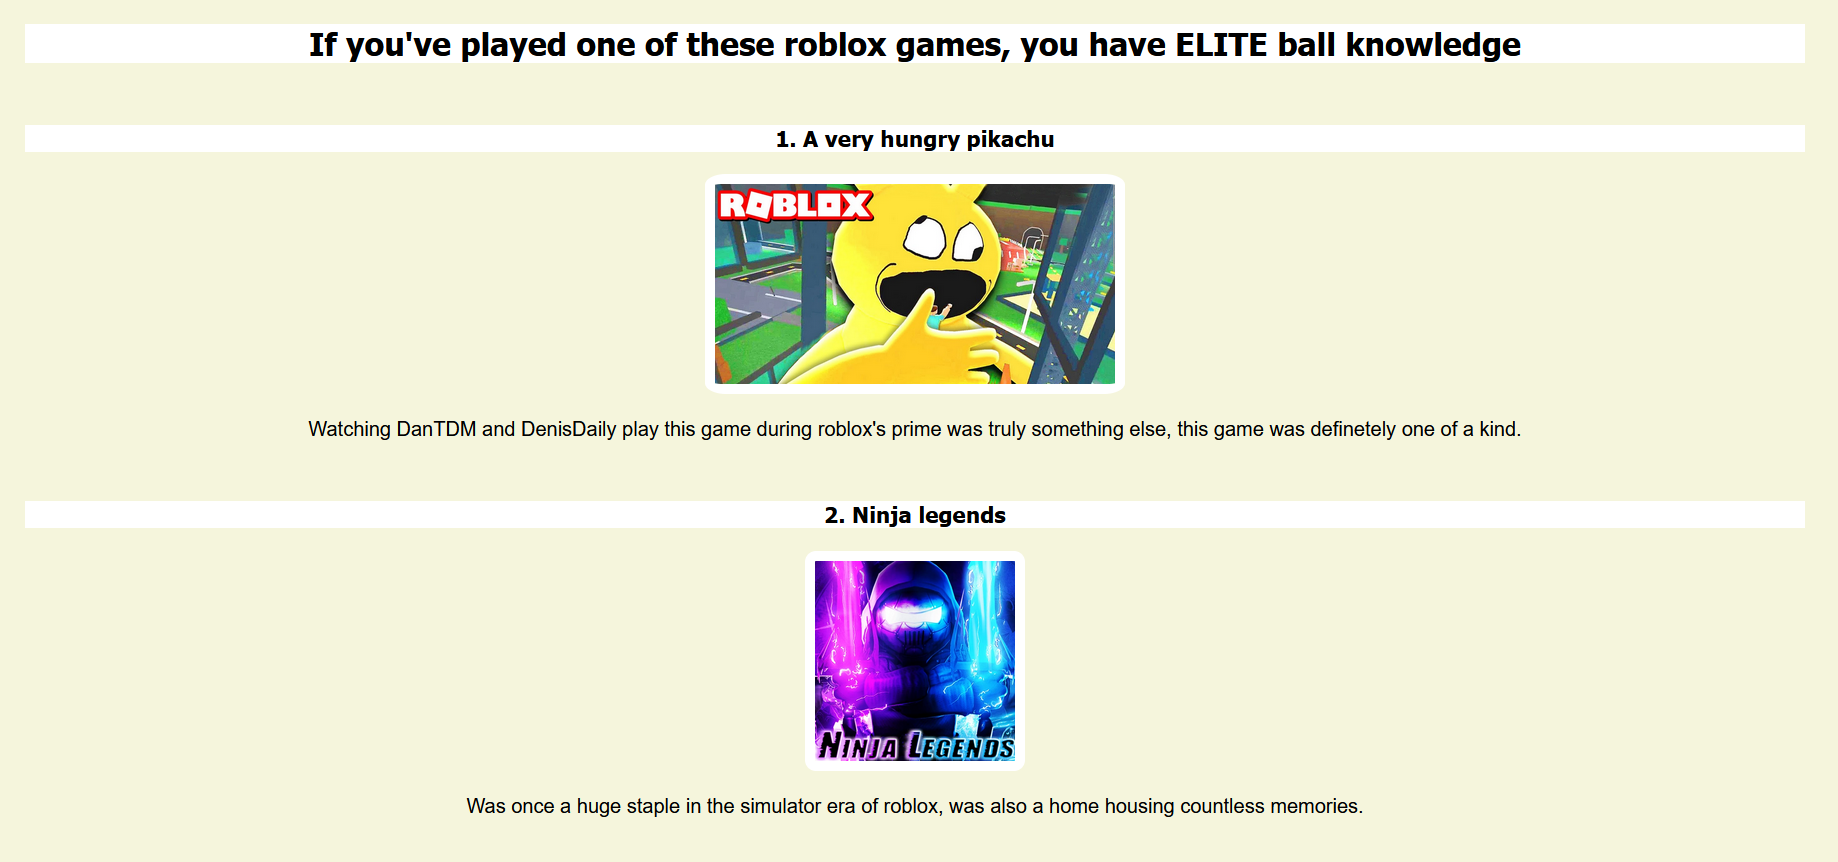 If you've played one of these roblox games, you have ELITE ball knowledge
1. A very hungry pikachu
ROBLOX
Watching DanTDM and DenisDaily play this game during roblox's prime was truly something else, this game was definetely one of a kind.
2. Ninja legends
NINJA LEGENDS
Was once a huge staple in the simulator era of roblox, was also a home housing countless memories.